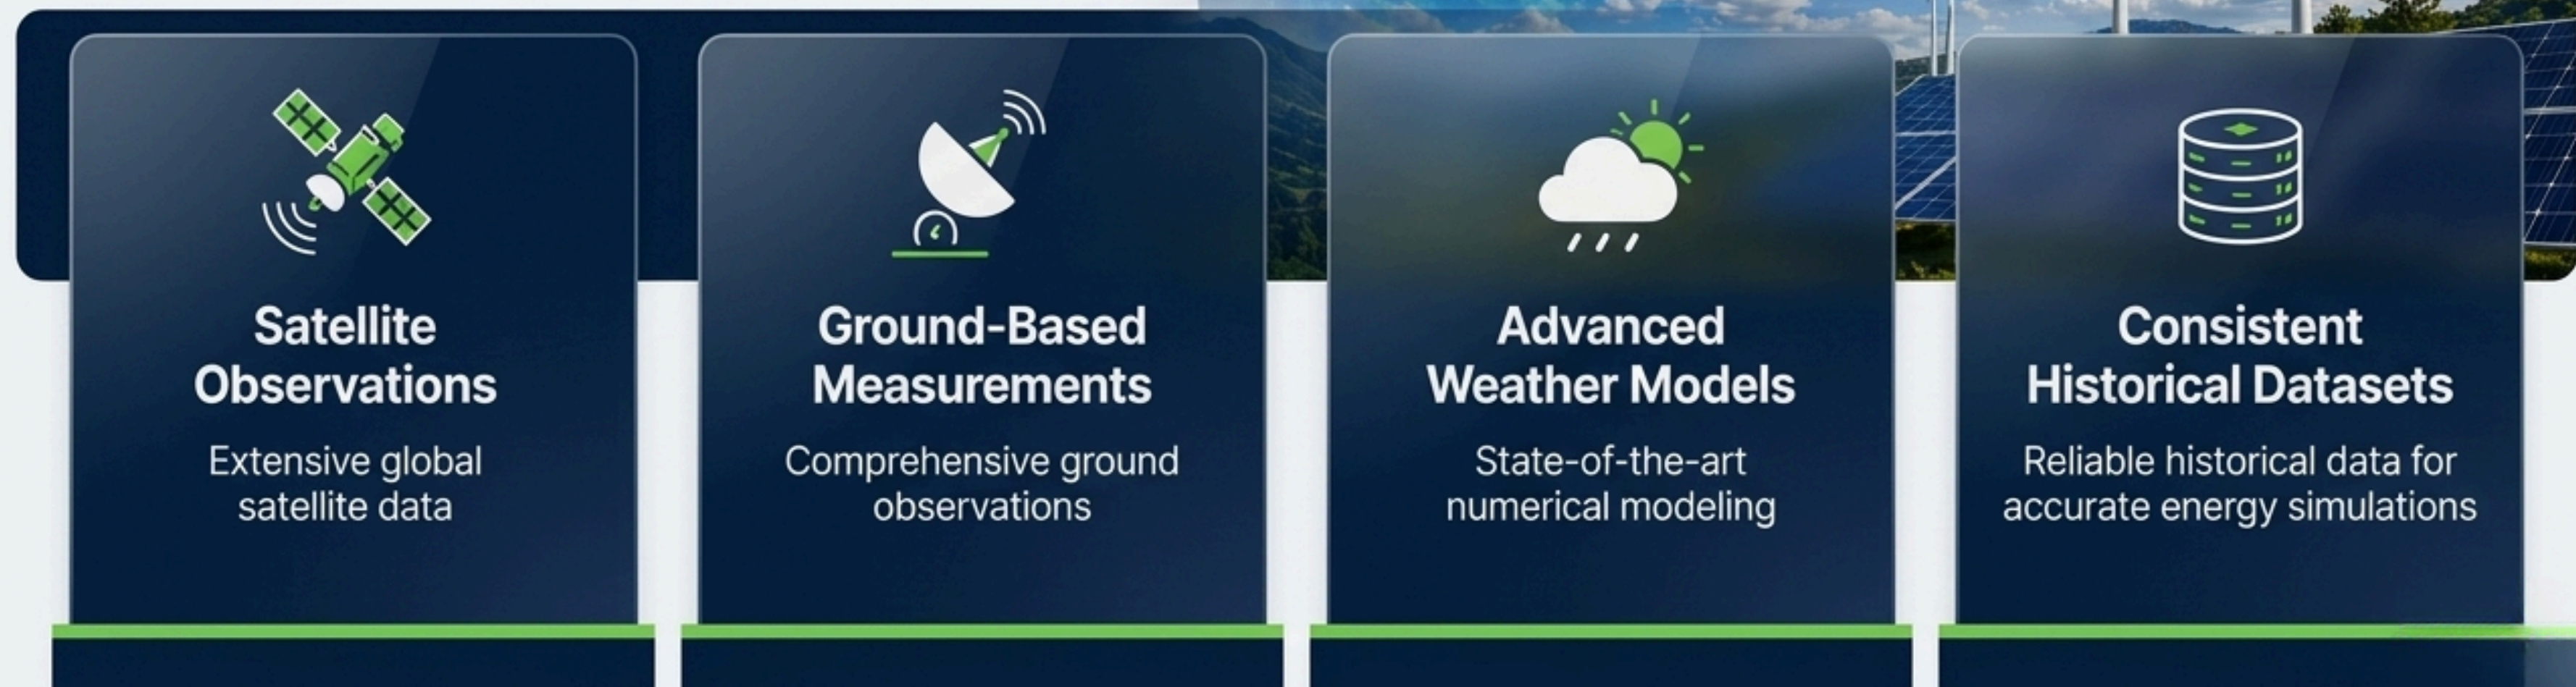 Satellite
Observations
Extensive global
satellite data
Ground-Based
Measurements
Comprehensive ground
observations
Advanced
Weather Models
State-of-the-art
numerical modeling
Consistent
Historical Datasets
Reliable historical data for
accurate energy simulations